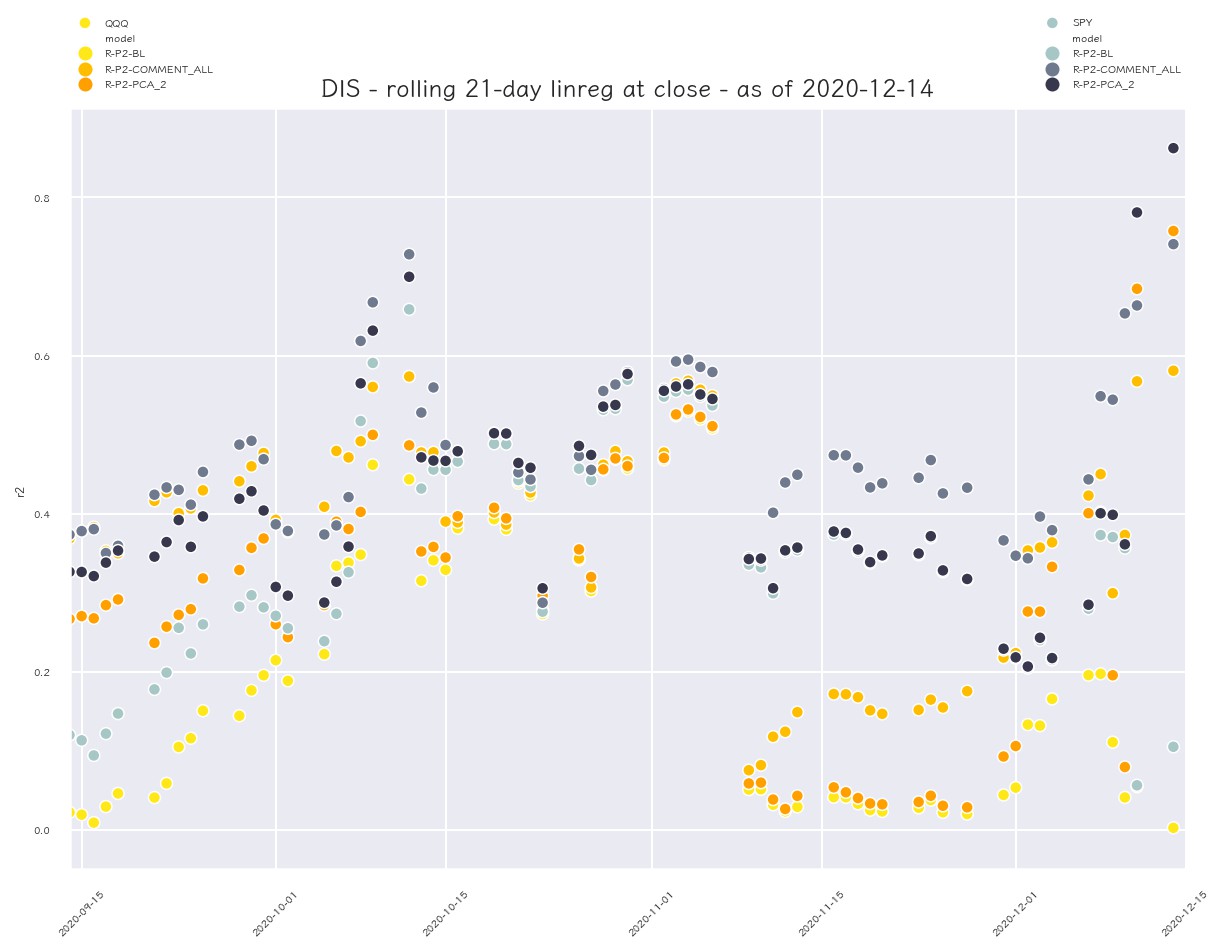 QQQ
model
R-P2-BL
R-P2-COMMENT_ALL
R-P2-PCA_2
SPY
model
R-P2-BL
R-P2-COMMENT_ALL
R-P2-PCA_2
DIS - rolling 21-day linreg at close - as of 2020-12-14
r2
0.8
0.6
0.4
0.2
0.0
2020-09-15
2020-10-01
2020-10-15
2020-11-01
2020-11-15
2020-12-01
2020-12-15